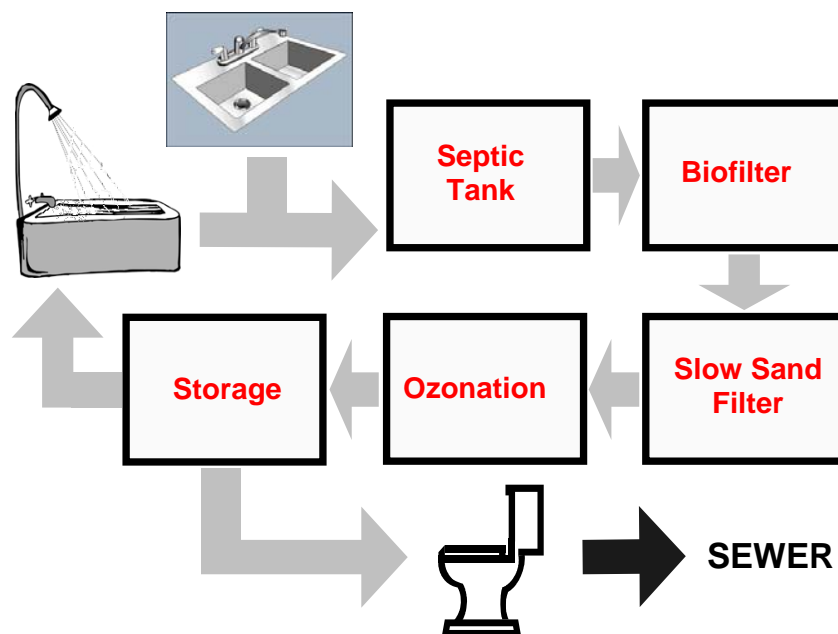 Septic
Tank
Biofilter
Storage
Ozonation
Slow Sand
Filter
SEWER